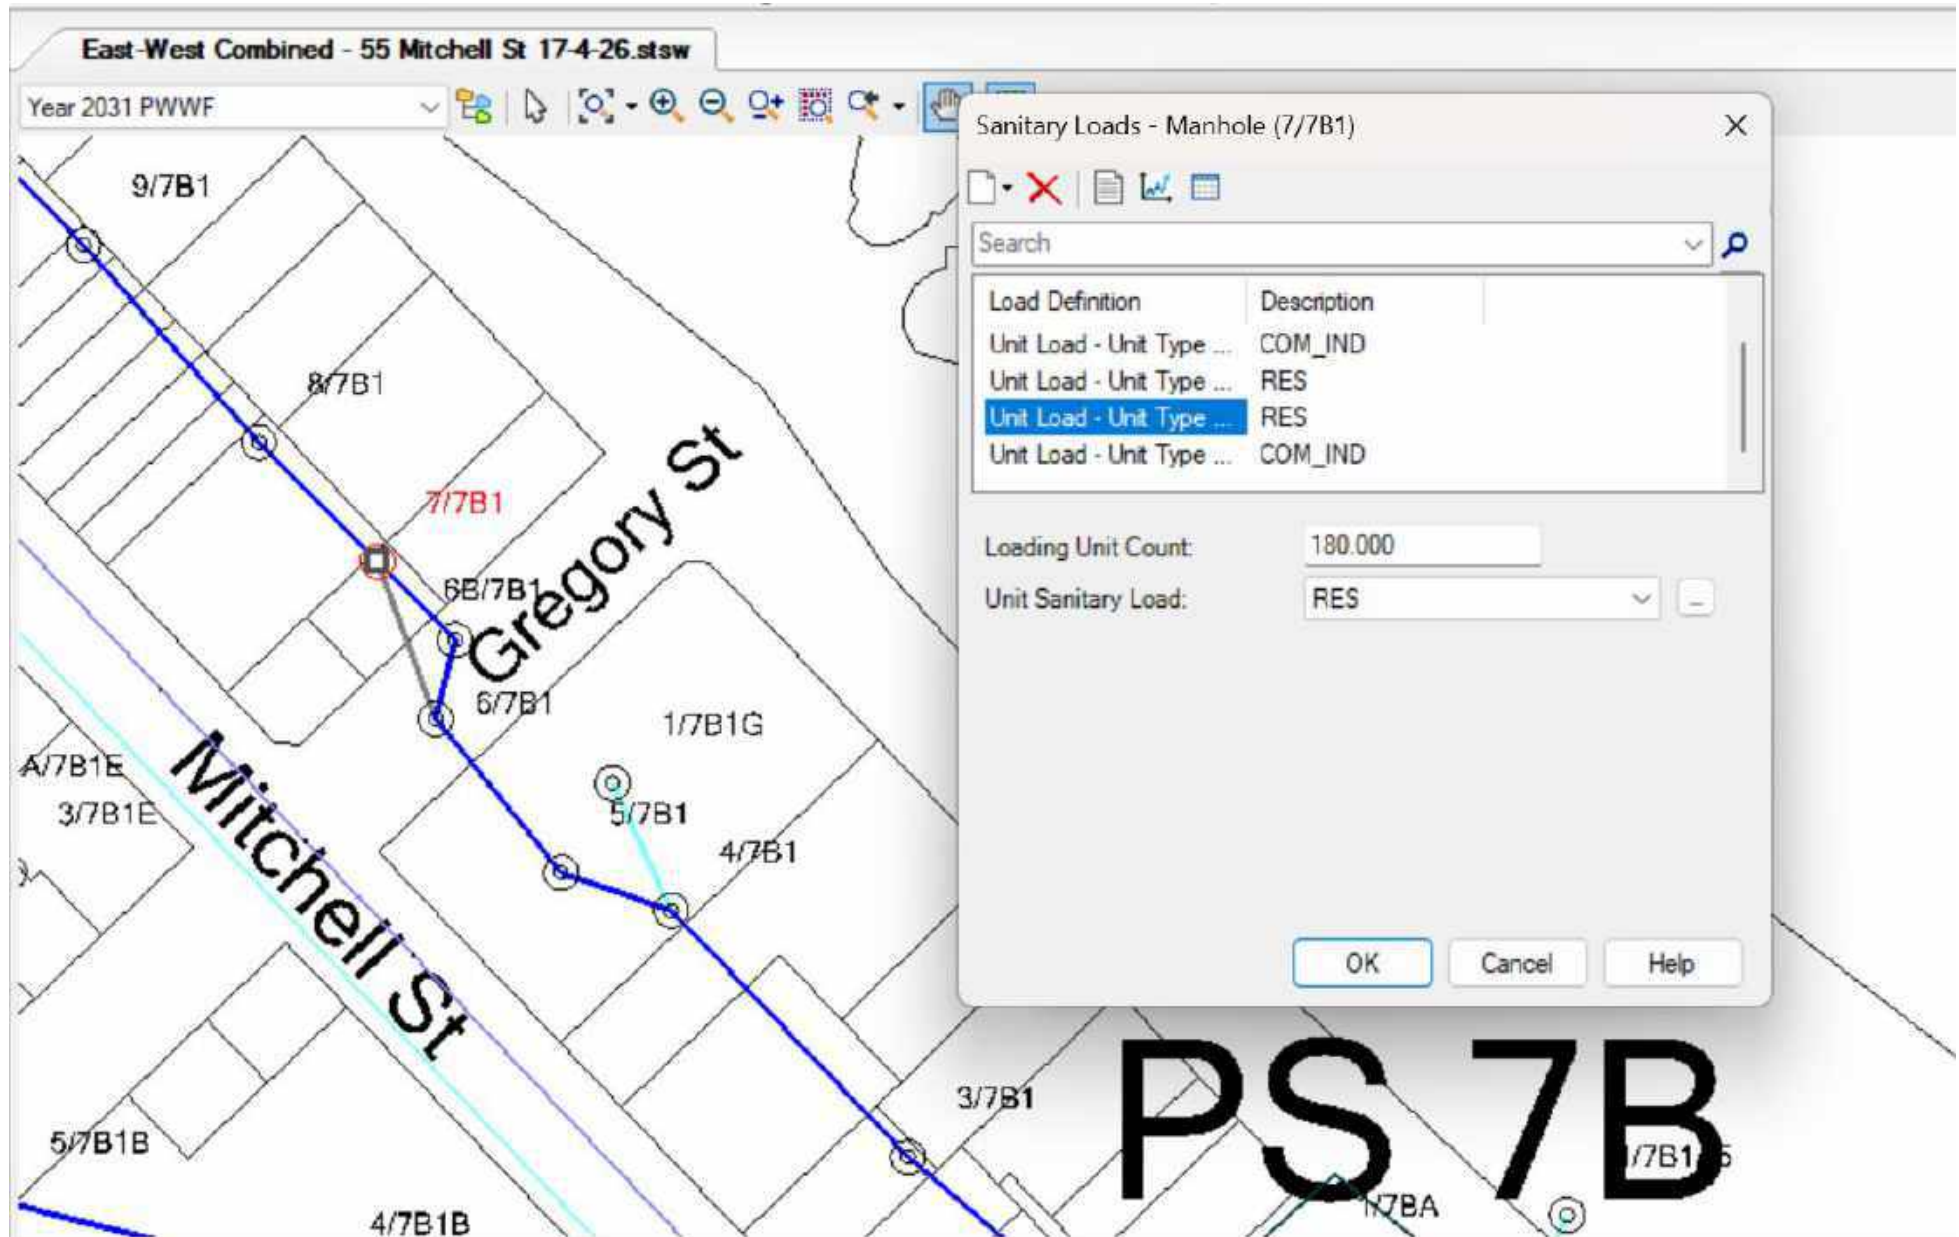 East-West Combined - 55 Mitchell St 17-4-26.stsw
Year 2031 PWWF
Sanitary Loads - Manhole (7/7B1)
Search
Load Definition Description
Unit Load - Unit Type ... COM_IND
Unit Load - Unit Type ... RES
Unit Load - Unit Type ... RES
Unit Load - Unit Type ... COM_IND
Loading Unit Count: 180.000
Unit Sanitary Load: RES
OK Cancel Help
9/7B1
8/7B1
7/7B1
Gregory St
6B/7B1
6/7B1
1/7B1G
A/7B1E
3/7B1E
5/7B1
4/7B1
Mitchell St
PS 7B
3/7B1
5/7B1B
4/7B1B
1/7BA